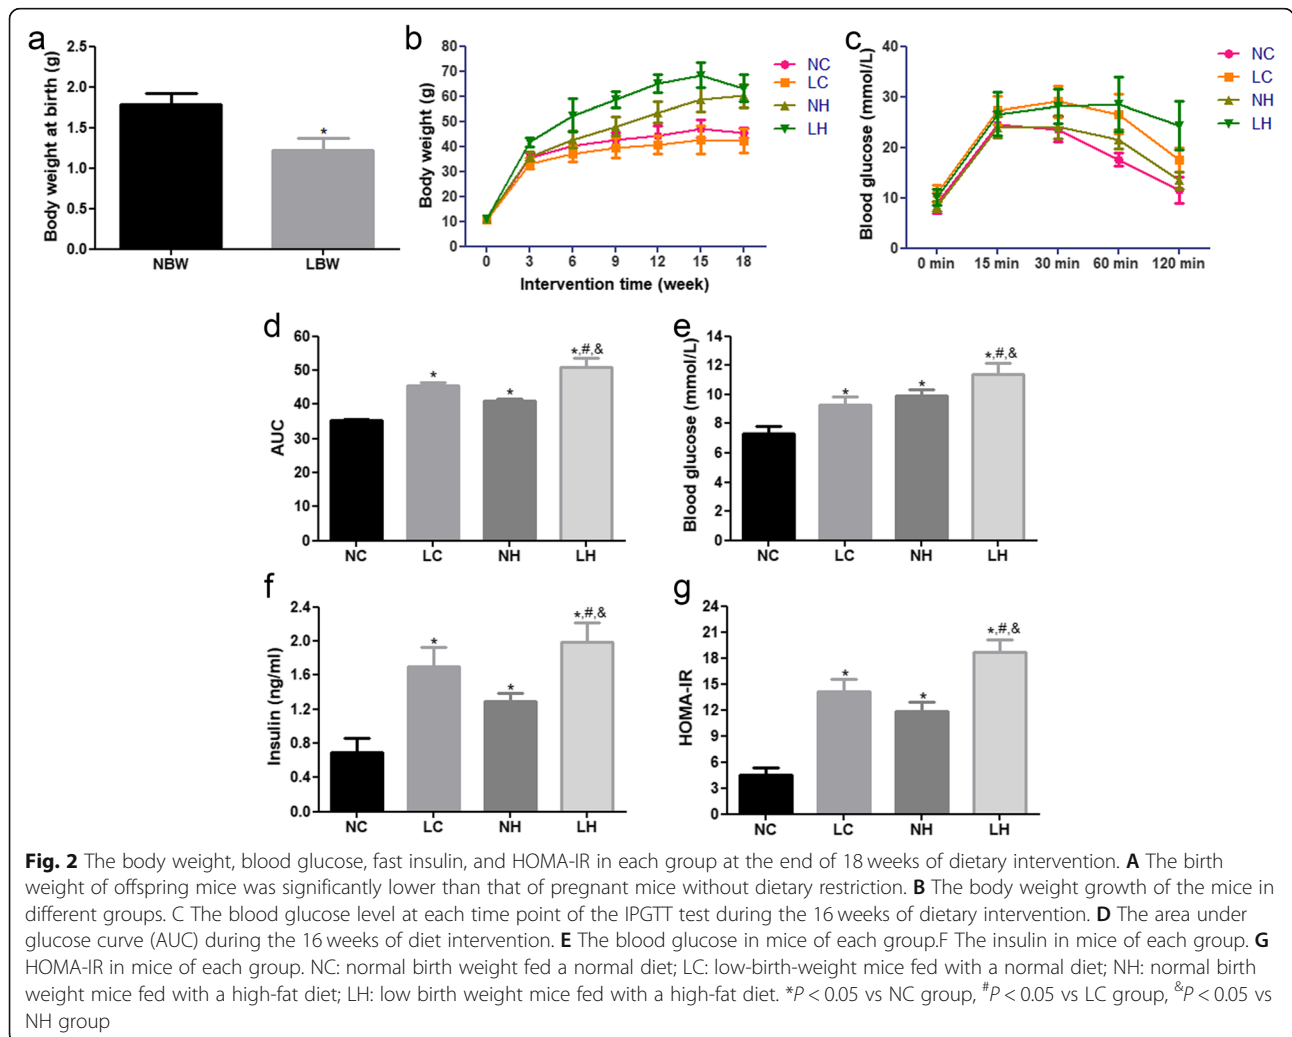 a
Body weight at birth (g)
2.5
2.0
1.5
1.0
0.5
0.0
*
NBW LBW
b
Body weight (g)
80
70
60
50
40
30
20
10
0
0 3 6 9 12 15 18
Intervention time (week)
NC
LC
NH
LH
c
Blood glucose (mmol/L)
40
30
20
10
0
0 min 15 min 30 min 60 min 120 min
NC
LC
NH
LH
d
AUC
60
50
40
30
20
10
0
* * *,#,&
NC LC NH LH
e
Blood glucose (mmol/L)
14
12
10
8
6
4
2
0
* * *,#,&
NC LC NH LH
f
Insulin (ng/ml)
2.4
2.0
1.6
1.2
0.8
0.4
0.0
* * *,#,&
NC LC NH LH
g
HOMA-IR
24
21
18
15
12
9
6
3
0
* * *,#,&
NC LC NH LH
Fig. 2 The body weight, blood glucose, fast insulin, and HOMA-IR in each group at the end of 18 weeks of dietary intervention. A The birth
weight of offspring mice was significantly lower than that of pregnant mice without dietary restriction. B The body weight growth of the mice in
different groups. C The blood glucose level at each time point of the IPGTT test during the 16 weeks of dietary intervention. D The area under
glucose curve (AUC) during the 16 weeks of diet intervention. E The blood glucose in mice of each group.F The insulin in mice of each group. G
HOMA-IR in mice of each group. NC: normal birth weight fed a normal diet; LC: low-birth-weight mice fed with a normal diet; NH: normal birth
weight mice fed with a high-fat diet; LH: low birth weight mice fed with a high-fat diet. *P < 0.05 vs NC group, #P < 0.05 vs LC group, &P < 0.05 vs
NH group